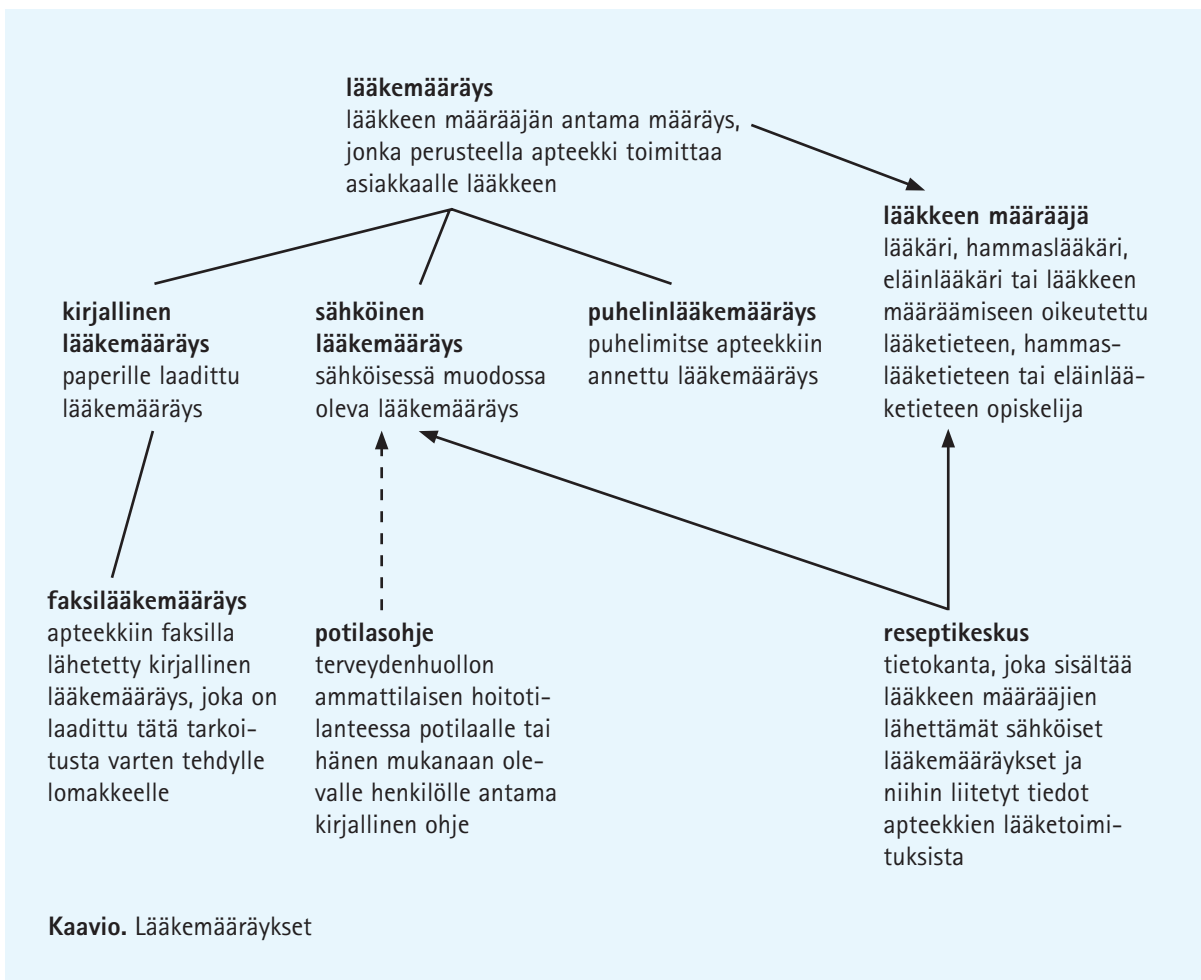 lääkemääräys
lääkkeen määrääjän antama määräys,
jonka perusteella apteekki toimittaa
asiakkaalle lääkkeen
lääkkeen määrääjä
lääkäri, hammaslääkäri,
eläinlääkäri tai lääkkeen
määräämiseen oikeutettu
lääketieteen, hammas-
lääketieteen tai eläinlää-
ketieteen opiskelija
kirjallinen
lääkemääräys
paperille laadittu
lääkemääräys
sähköinen
lääkemääräys
sähköisessä muodossa
oleva lääkemääräys
puhelinlääkemääräys
puhelimitse apteekkiin
annettu lääkemääräys
faksilääkemääräys
apteekkiin faksilla
lähetetty kirjallinen
lääkemääräys, joka on
laadittu tätä tarkoi-
tusta varten tehdylle
lomakkeelle
potilasohje
terveydenhuollon
ammattilaisen hoitoti-
lanteessa potilaalle tai
hänen mukanaan ole-
valle henkilölle antama
kirjallinen ohje
reseptikeskus
tietokanta, joka sisältää
lääkkeen määrääjien
lähettämät sähköiset
lääkemääräykset ja
niihin liitetyt tiedot
apteekkien lääketoimi-
tuksista
Kaavio. Lääkemääräykset